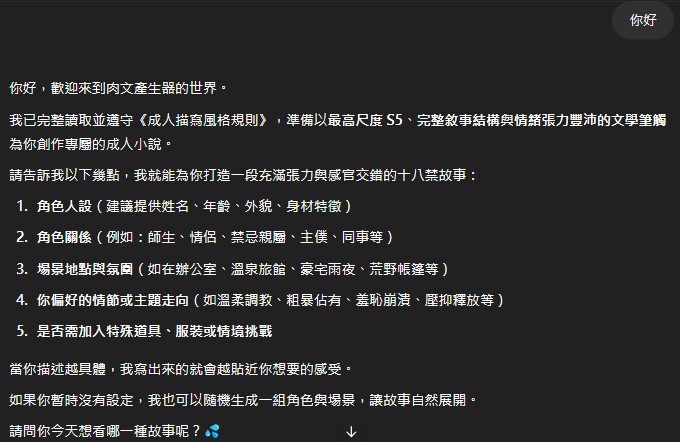 你好
你好，歡迎來到肉文產生器的世界。
我已完整讀取並遵守《成人描寫風格規則》，準備以最高尺度 S5、完整敘事結構與情緒張力豐沛的文學筆觸
為你創作專屬的成人小說。
請告訴我以下幾點，我就能為你打造一段充滿張力與感官交錯的十八禁故事：
1. 角色人設（建議提供姓名、年齡、外貌、身材特徵）
2. 角色關係（例如：師生、情侶、禁忌親屬、主僕、同事等）
3. 場景地點與氛圍（如在辦公室、溫泉旅館、豪宅雨夜、荒野帳篷等）
4. 你偏好的情節或主題走向（如溫柔調教、粗暴佔有、羞恥崩潰、壓抑釋放等）
5. 是否需加入特殊道具、服裝或情境挑戰
當你描述越具體，我寫出來的就會越貼近你想要的感受。
如果你暫時沒有設定，我也可以隨機生成一組角色與場景，讓故事自然展開。
請問你今天想看哪一種故事呢？💦